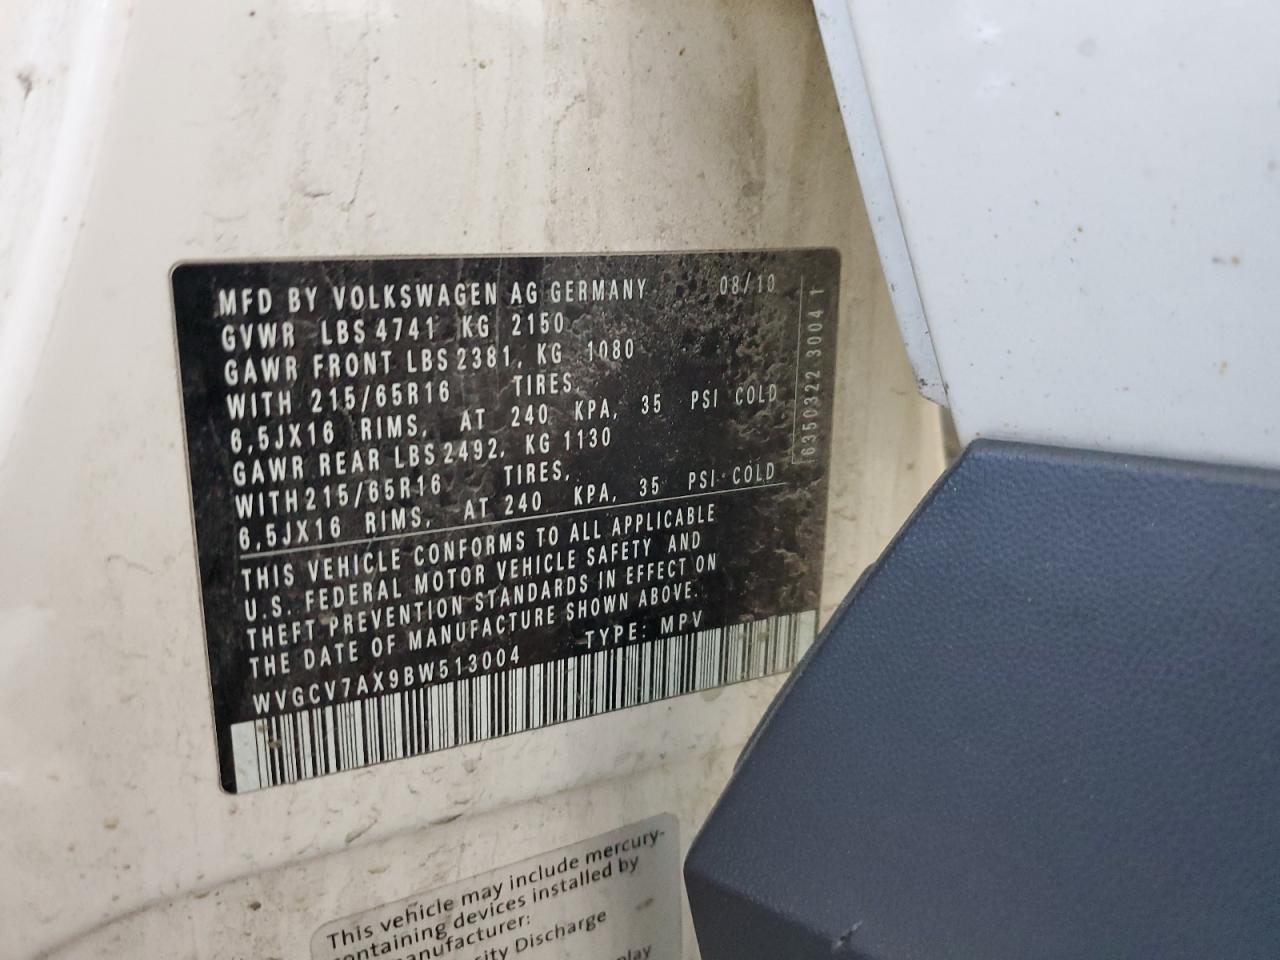 MFD BY VOLKSWAGEN AG GERMANY 08/10
GVWR LBS 4741 KG 2150
GAWR FRONT LBS 2381, KG 1080
WITH 215/65R16 TIRES,
6,5JX16 RIMS, AT 240 KPA, 35 PSI COLD
GAWR REAR LBS 2492, KG 1130
WITH 215/65R16 TIRES,
6,5JX16 RIMS, AT 240 KPA, 35 PSI COLD
THIS VEHICLE CONFORMS TO ALL APPLICABLE
U.S. FEDERAL MOTOR VEHICLE SAFETY AND
THEFT PREVENTION STANDARDS IN EFFECT ON
THE DATE OF MANUFACTURE SHOWN ABOVE.
WVGCV7AX9BW513004 TYPE: MPV
6350322 3004 1
This vehicle may include mercury-
containing devices installed by
manufacturer:
Discharge